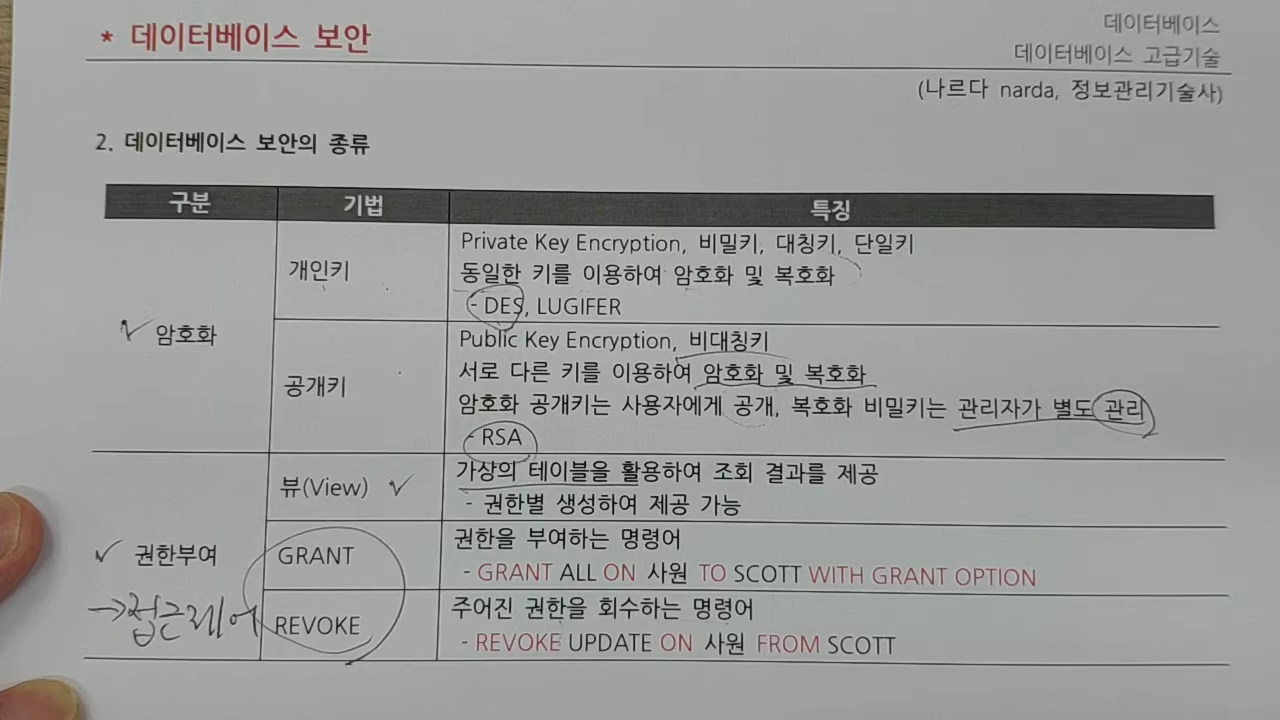 * 데이터베이스 보안
데이터베이스
데이터베이스 고급기술
(나르다 narda, 정보관리기술사)
2. 데이터베이스 보안의 종류
구분 기법 특징
암호화
개인키
Private Key Encryption, 비밀키, 대칭키, 단일키
동일한 키를 이용하여 암호화 및 복호화
- DES, LUGIFER
공개키
Public Key Encryption, 비대칭키
서로 다른 키를 이용하여 암호화 및 복호화
암호화 공개키는 사용자에게 공개, 복호화 비밀키는 관리자가 별도 관리
- RSA
권한부여
→접근제어
뷰(View)
가상의 테이블을 활용하여 조회 결과를 제공
- 권한별 생성하여 제공 가능
GRANT
권한을 부여하는 명령어
- GRANT ALL ON 사원 TO SCOTT WITH GRANT OPTION
REVOKE
주어진 권한을 회수하는 명령어
- REVOKE UPDATE ON 사원 FROM SCOTT